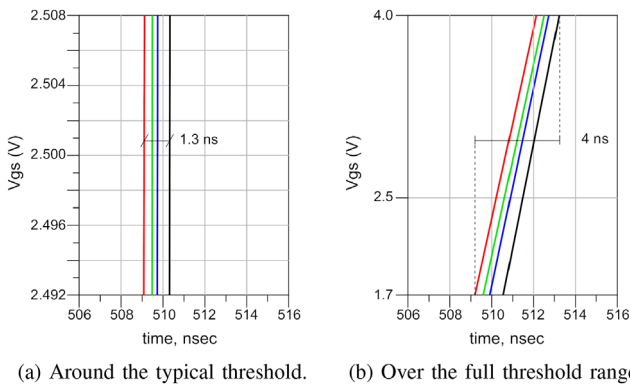 2.508
2.504
2.500
2.496
2.492
Vgs (V)
1.3 ns
506 508 510 512 514 516
time, nsec
(a) Around the typical threshold.
4.0
2.5
1.7
Vgs (V)
4 ns
506 508 510 512 514 516
time, nsec
(b) Over the full threshold range